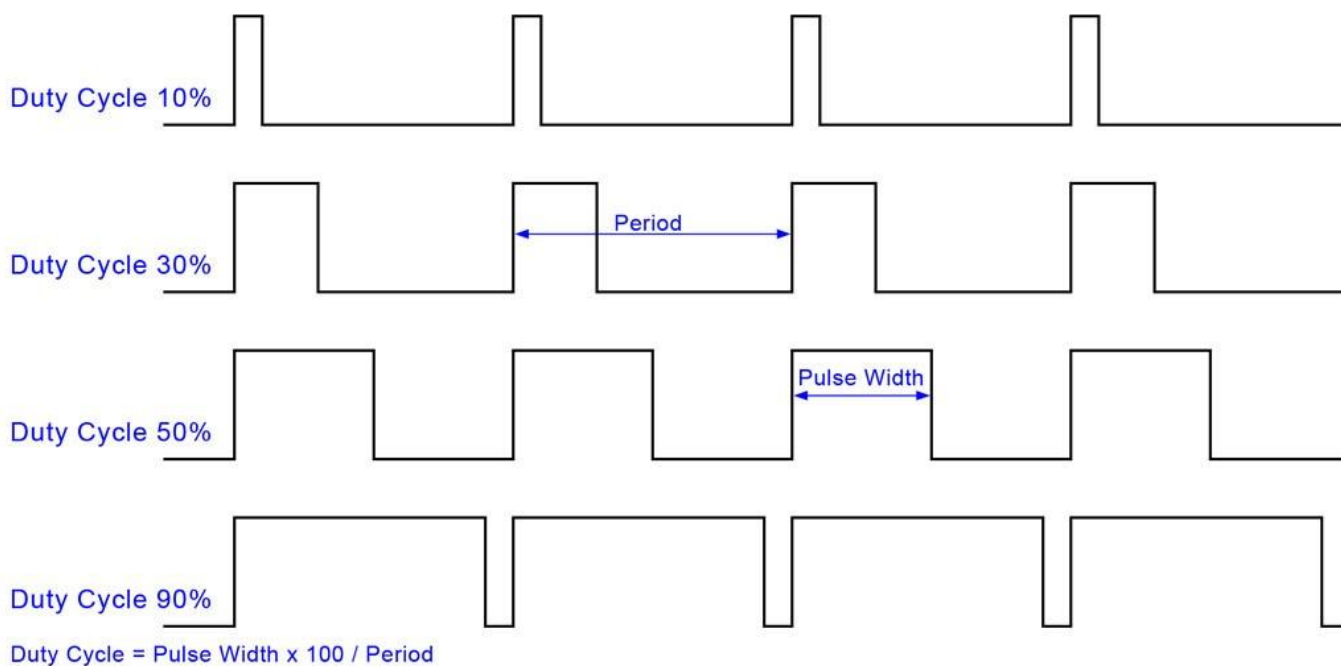 Duty Cycle 10%
Period
Duty Cycle 30%
Pulse Width
Duty Cycle 50%
Duty Cycle 90%
Duty Cycle = Pulse Width x 100 / Period